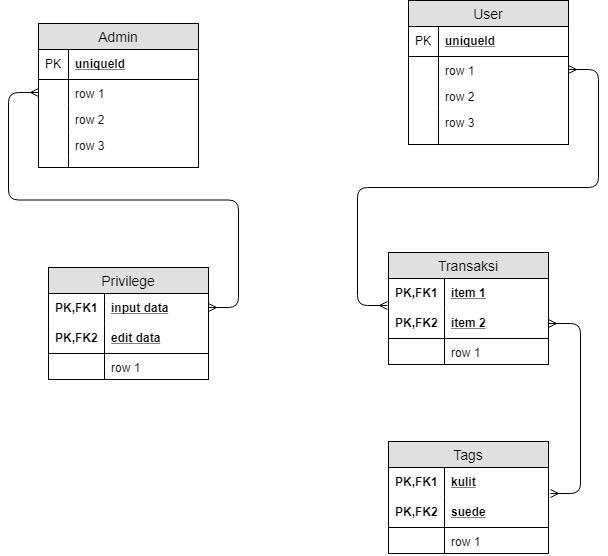 Admin
PK uniqueId
row 1
row 2
row 3
User
PK uniqueId
row 1
row 2
row 3
Privilege
PK,FK1 input data
PK,FK2 edit data
row 1
Transaksi
PK,FK1 item 1
PK,FK2 item 2
row 1
Tags
PK,FK1 kulit
PK,FK2 suede
row 1